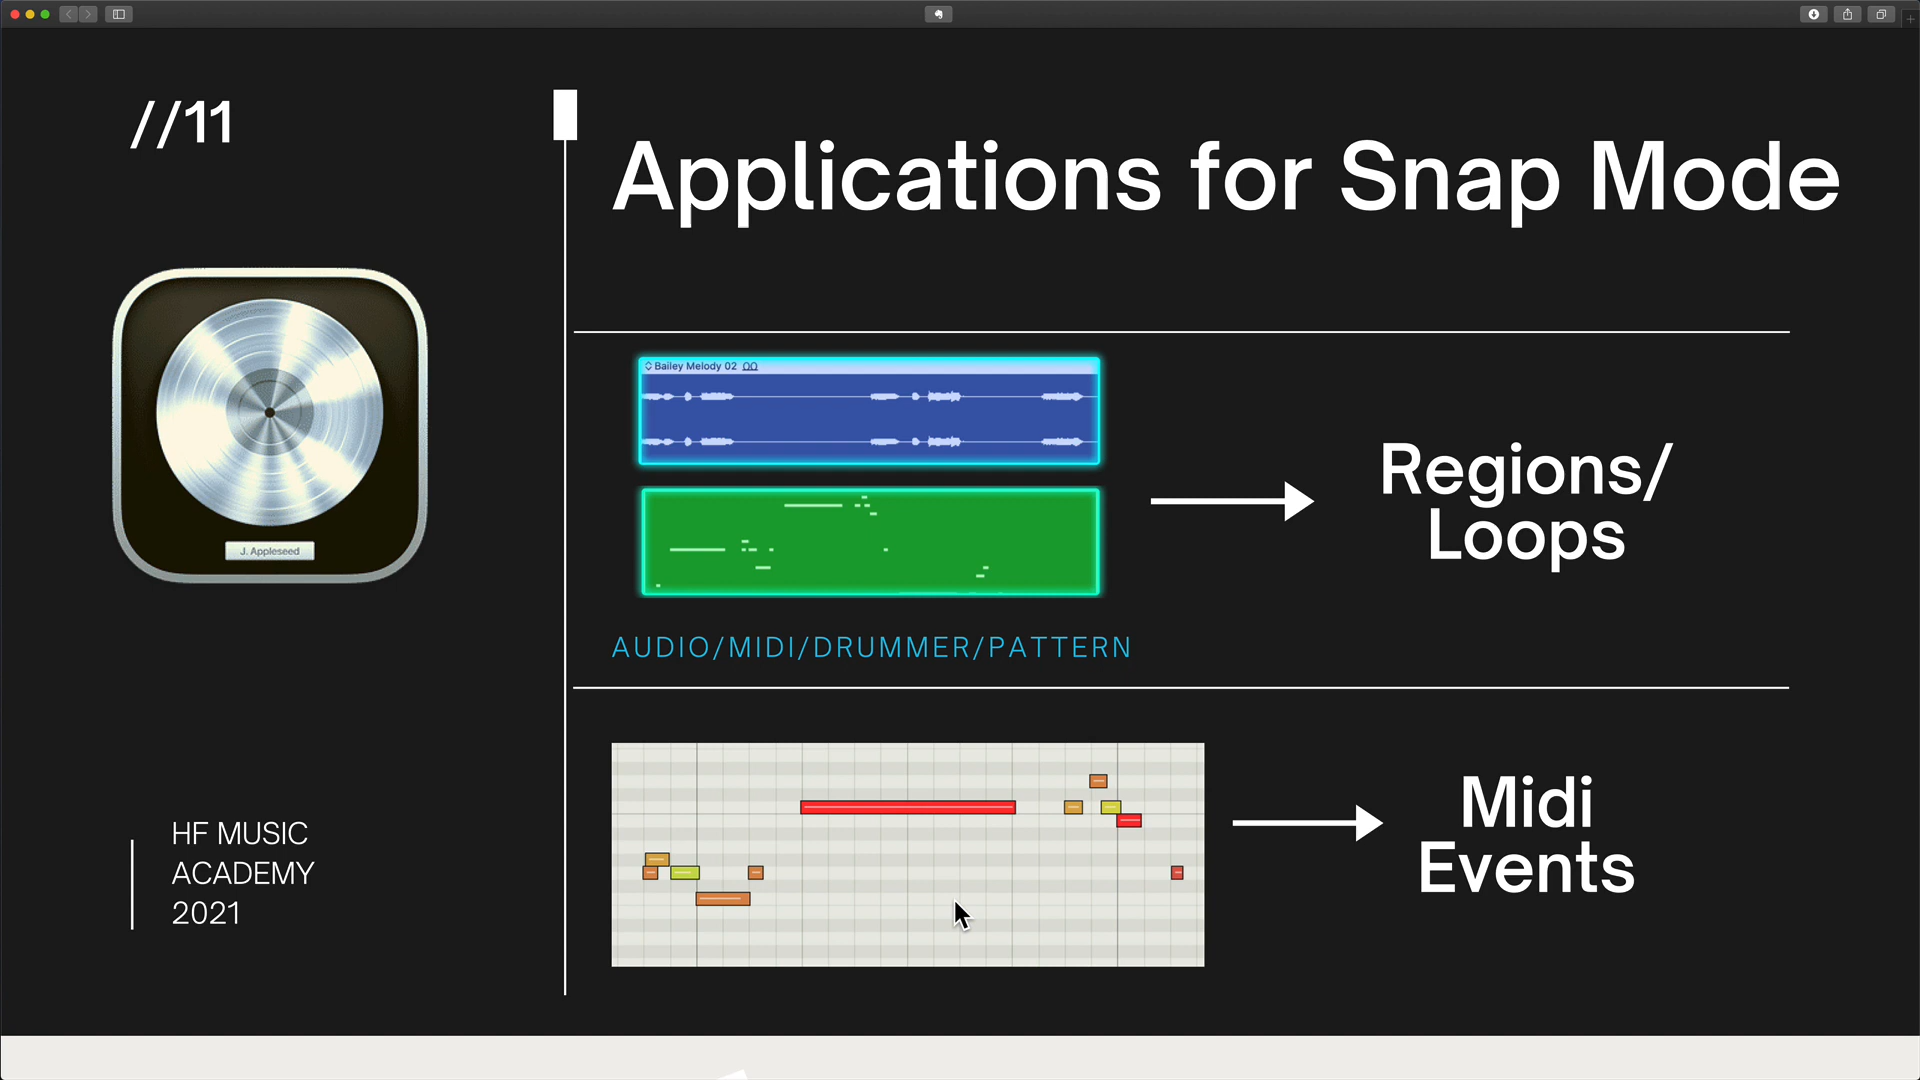 //11
Applications for Snap Mode
Bailey Melody 02
Regions/
Loops
J. Appleseed
AUDIO/MIDI/DRUMMER/PATTERN
Midi
Events
HF MUSIC
ACADEMY
2021